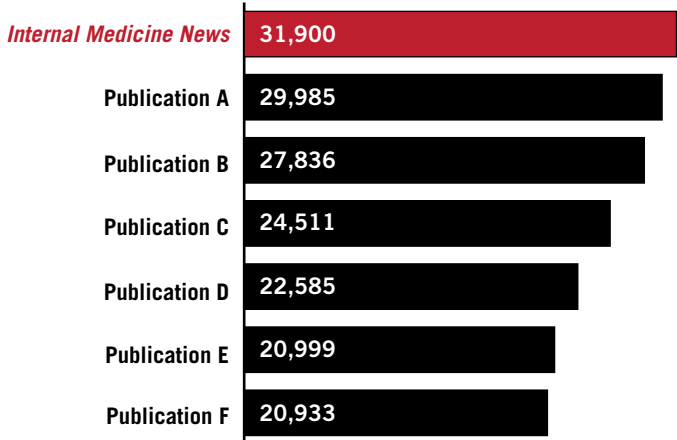 Internal Medicine News 31,900
Publication A 29,985
Publication B 27,836
Publication C 24,511
Publication D 22,585
Publication E 20,999
Publication F 20,933